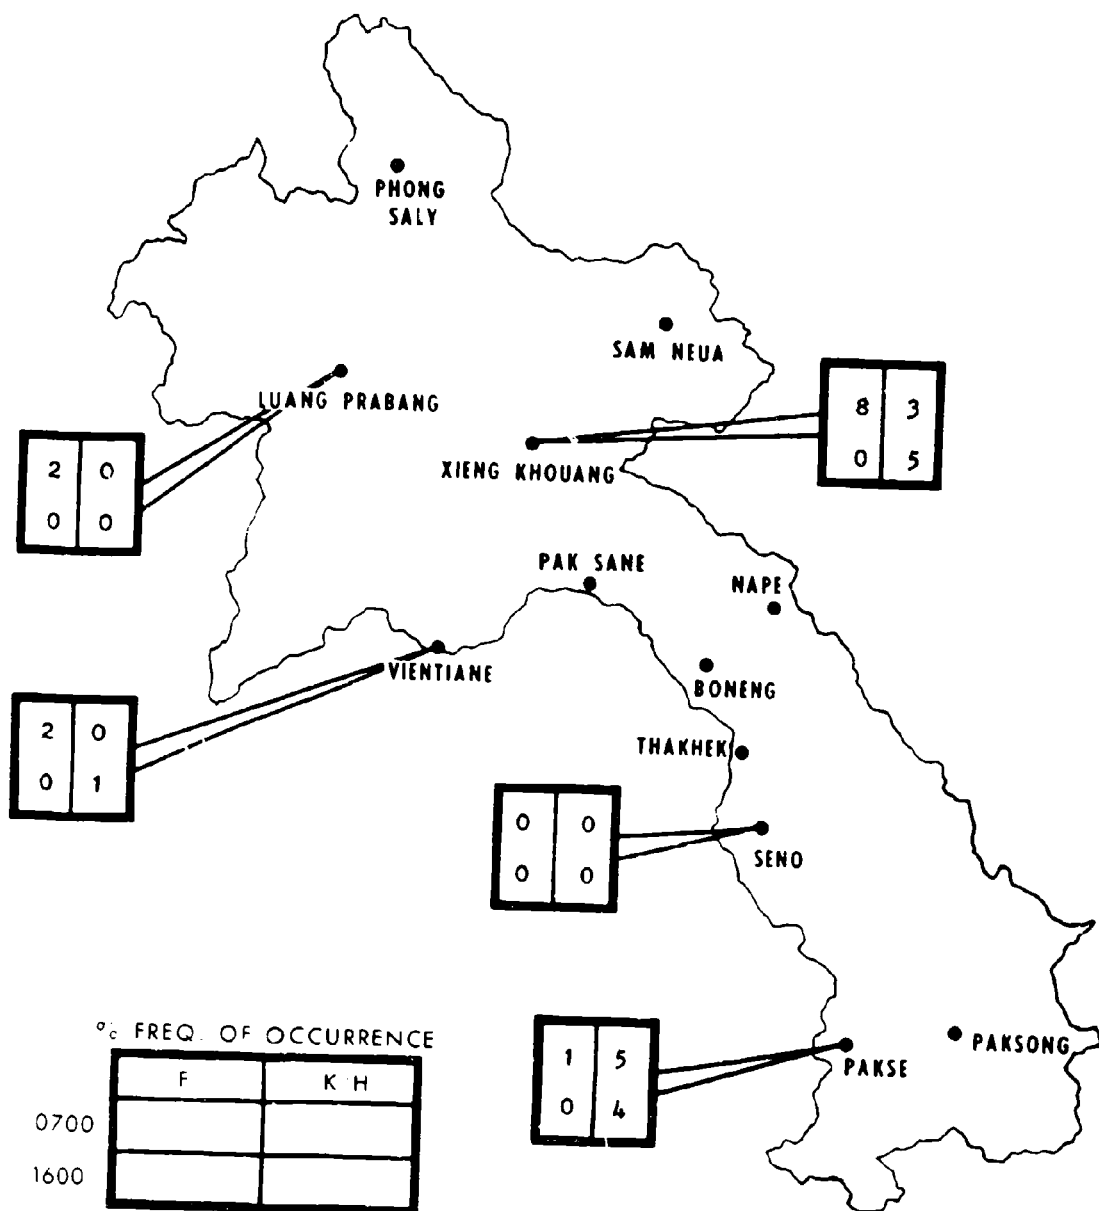 PHONG
SALY
SAM NEUA
LUANG PRABANG
8 3
0 5
XIENG KHOUANG
2 0
0 0
PAK SANE
NAPE
VIENTIANE
BONENG
2 0
0 1
THAKHEK
0 0
0 0
SENO
% FREQ. OF OCCURRENCE
F K H
0700
1600
1 5
0 4
PAKSE
PAKSONG